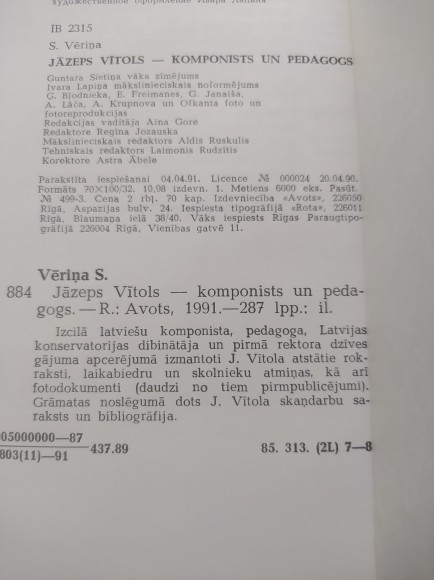 художественное оформление Ивара
IB 2315
S. Vēriņa
JĀZEPS VĪTOLS — KOMPONISTS UN PEDAGOGS
Guntara Sietiņa vāka zīmējums
Ivara Lapiņa mākslinieciskais noformējums
G. Bļodnieka, E. Freimanes, G. Janaiša,
A. Lāča, A. Krupnova un Ofkanta foto un
fotoreprodukcijas
Redakcijas vadītāja Aina Gore
Redaktore Regīna Jozauska
Mākslinieciskais redaktors Aldis Ruskulis
Tehniskais redaktors Laimonis Rudzītis
Korektore Astra Ābele
Parakstīta iespiešanai 04.04.91. Licence № 000024 20.04.90.
Formāts 70×100/32. 10,98 izdevn. l. Metiens 6000 eks. Pasūt.
№ 499-3. Cena 2 rbļ. 70 kap. Izdevniecība «Avots», 226050
Rīgā, Aspazijas bulv. 24. Iespiesta tipogrāfijā «Rota», 226011
Rīgā, Blaumaņa ielā 38/40. Vāks iespiests Rīgas Paraugtipo-
grāfijā 226004 Rīgā, Vienības gatvē 11.
Vēriņa S.
884 Jāzeps Vītols — komponists un peda-
gogs. — R.: Avots, 1991.—287 lpp.: il.
Izcilā latviešu komponista, pedagoga, Latvijas
konservatorijas dibinātāja un pirmā rektora dzīves
gājuma apcerējumā izmantoti J. Vītola atstātie rok-
raksti, laikabiedru un skolnieku atmiņas, kā arī
fotodokumenti (daudzi no tiem pirmpublicējumi).
Grāmatas noslēgumā dots J. Vītola skaņdarbu sa-
raksts un bibliogrāfija.
905000000—87
803(11)—91
437.89
85. 313. (2L) 7—8